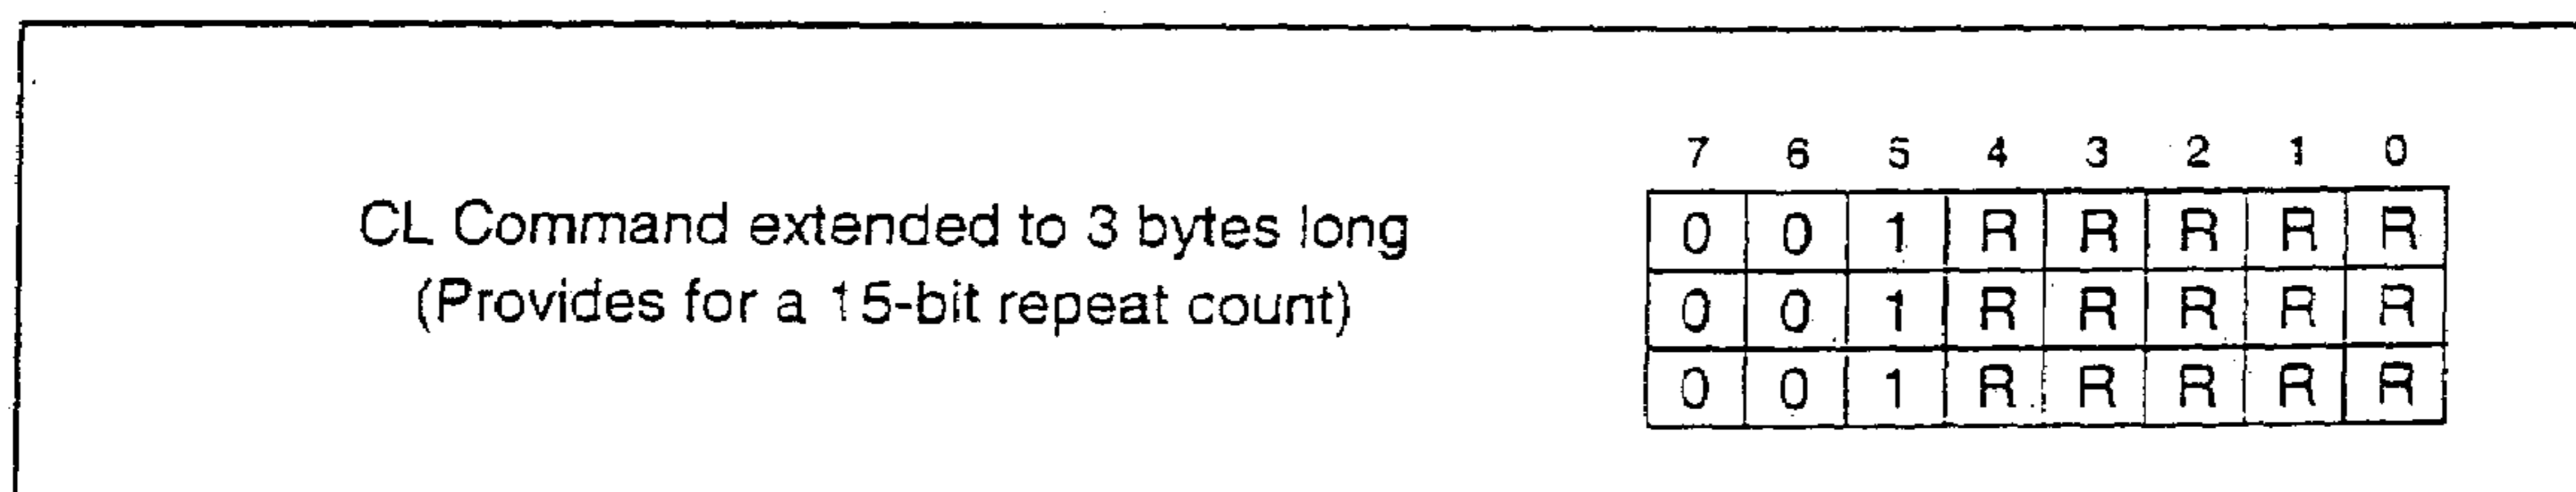 7 6 5 4 3 2 1 0
CL Command extended to 3 bytes long
(Provides for a 15-bit repeat count)
0 0 1 R R R R R
0 0 1 R R R R R
0 0 1 R R R R R